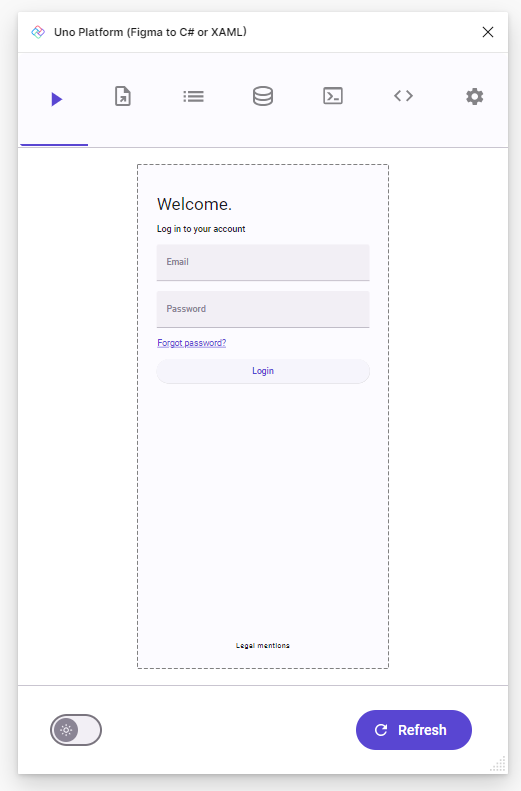 Uno Platform (Figma to C# or XAML)
Welcome.
Log in to your account
Email
Password
Forgot password?
Login
Legal mentions
Refresh